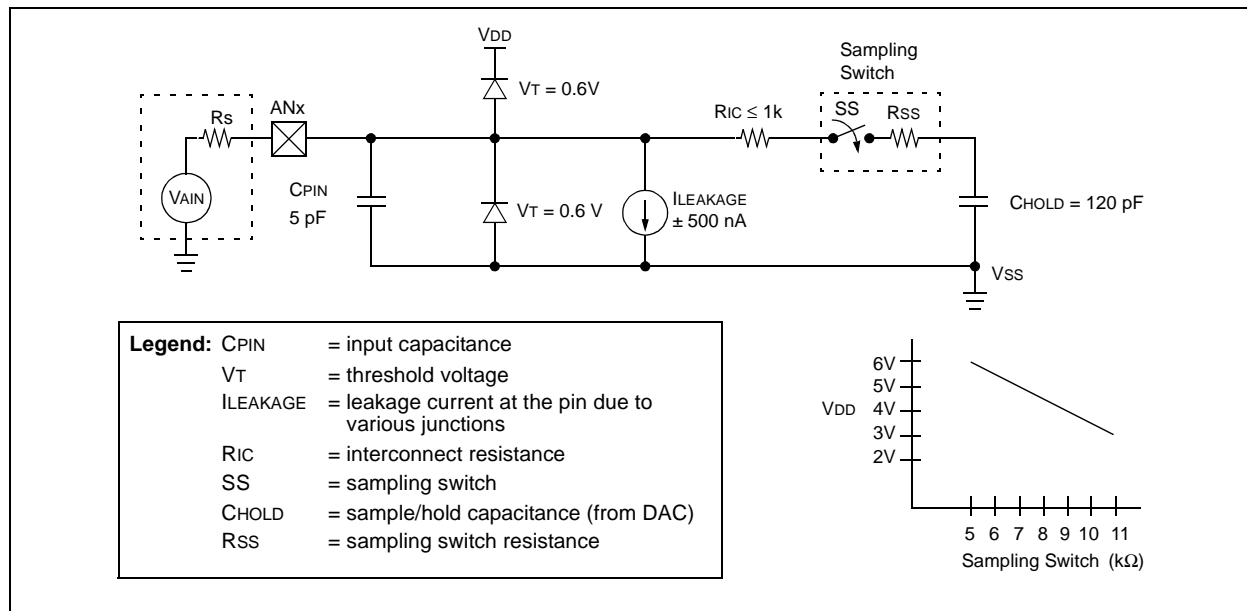 VDD
Sampling
Switch
VT = 0.6V
ANx
Rs
RIC ≤ 1k
SS
RSS
CPIN
5 pF
VAIN
VT = 0.6 V
ILEAKAGE
± 500 nA
CHOLD = 120 pF
VSS
Legend: CPIN = input capacitance
VT = threshold voltage
ILEAKAGE = leakage current at the pin due to
various junctions
RIC = interconnect resistance
SS = sampling switch
CHOLD = sample/hold capacitance (from DAC)
RSS = sampling switch resistance
6V
5V
VDD 4V
3V
2V
5 6 7 8 9 10 11
Sampling Switch (kΩ)